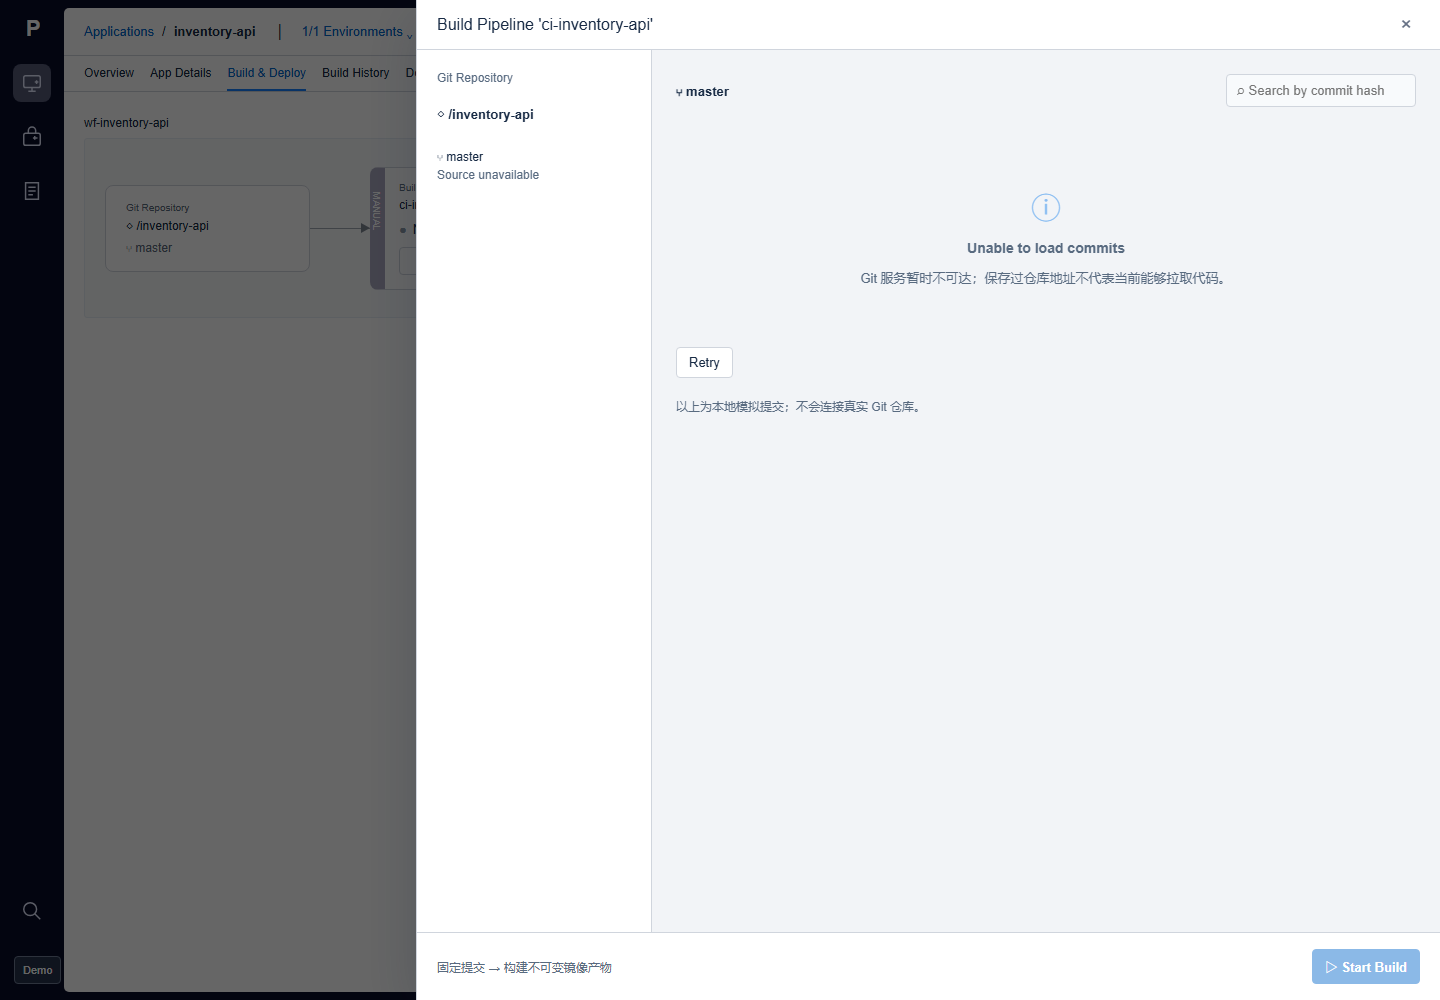 P
Applications / inventory-api | 1/1 Environments
Overview App Details Build & Deploy Build History
wf-inventory-api
Git Repository
/inventory-api
master
MANUAL
Demo
Build Pipeline 'ci-inventory-api'
×
Git Repository
/inventory-api
master
Source unavailable
master
Search by commit hash
Unable to load commits
Git 服务暂时不可达；保存过仓库地址不代表当前能够拉取代码。
Retry
以上为本地模拟提交；不会连接真实 Git 仓库。
固定提交 → 构建不可变镜像产物
Start Build